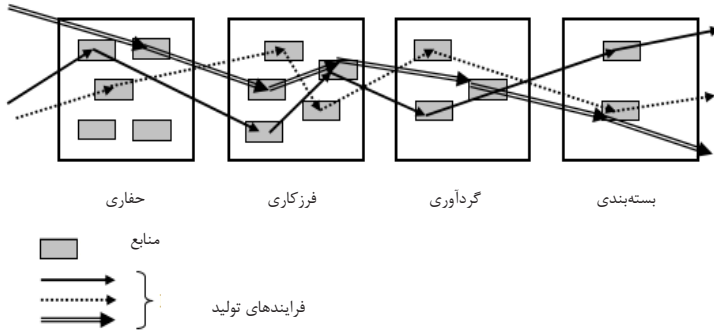 حفاری
فرزکاری
گردآوری
بسته‌بندی
منابع
فرایندهای تولید